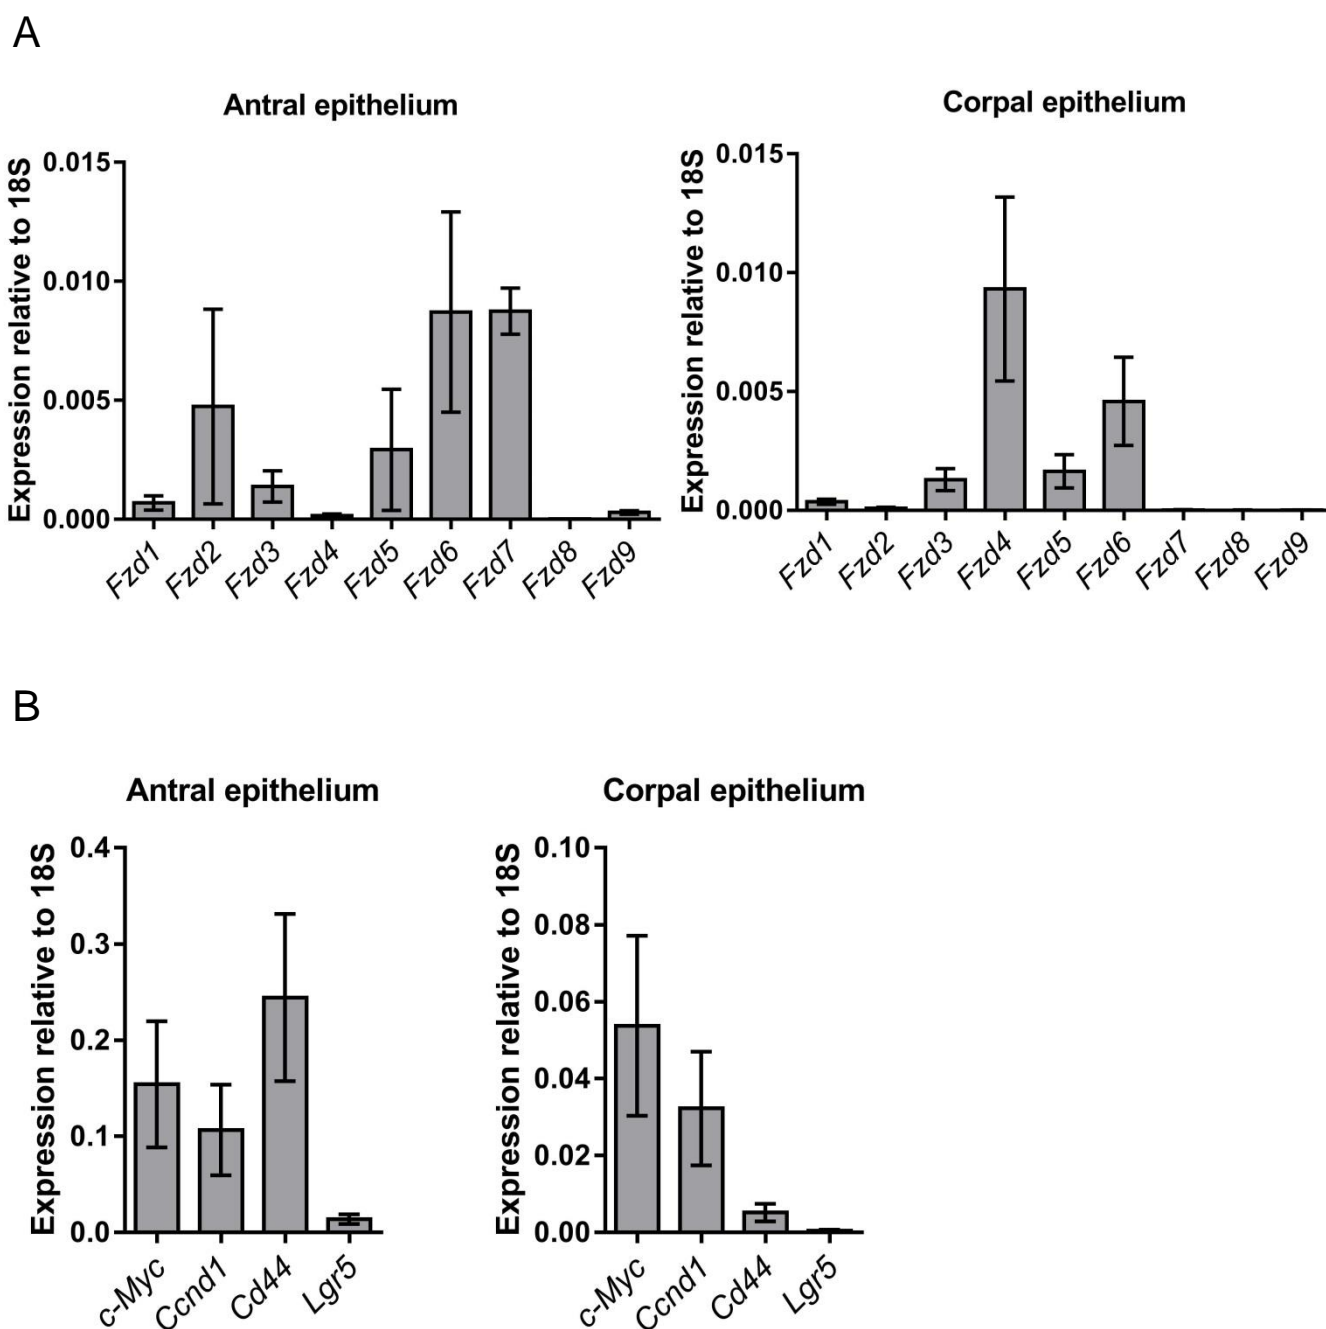 A
Antral epithelium
Expression relative to 18S
0.015
0.010
0.005
0.000
Fzd1
Fzd2
Fzd3
Fzd4
Fzd5
Fzd6
Fzd7
Fzd8
Fzd9
Corpal epithelium
Expression relative to 18S
0.015
0.010
0.005
0.000
Fzd1
Fzd2
Fzd3
Fzd4
Fzd5
Fzd6
Fzd7
Fzd8
Fzd9
B
Antral epithelium
Expression relative to 18S
0.4
0.3
0.2
0.1
0.0
c-Myc
Ccnd1
Cd44
Lgr5
Corpal epithelium
Expression relative to 18S
0.10
0.08
0.06
0.04
0.02
0.00
c-Myc
Ccnd1
Cd44
Lgr5